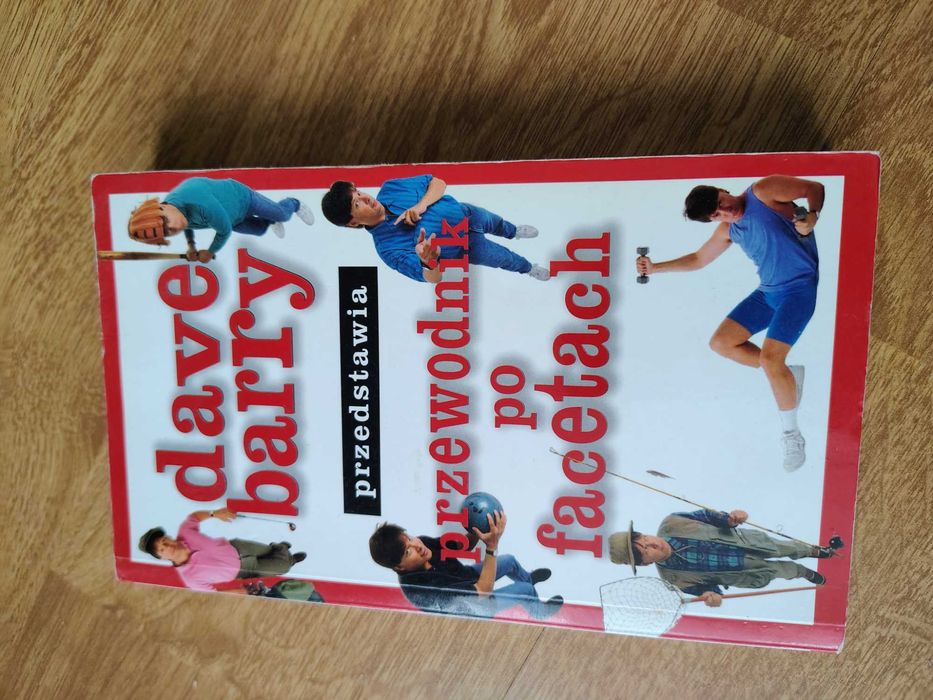 dave
barry
przedstawia
przewodnik
po
facetach